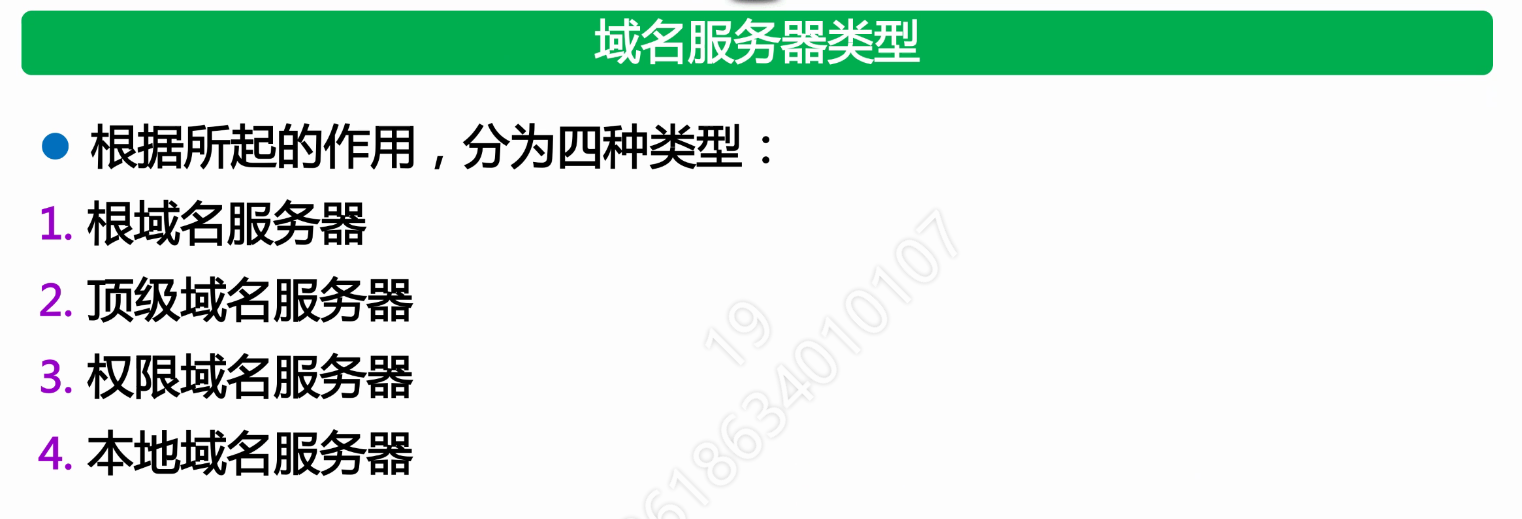 域名服务器类型
● 根据所起的作用，分为四种类型：
1. 根域名服务器
2. 顶级域名服务器
3. 权限域名服务器
4. 本地域名服务器
19
8618634010107